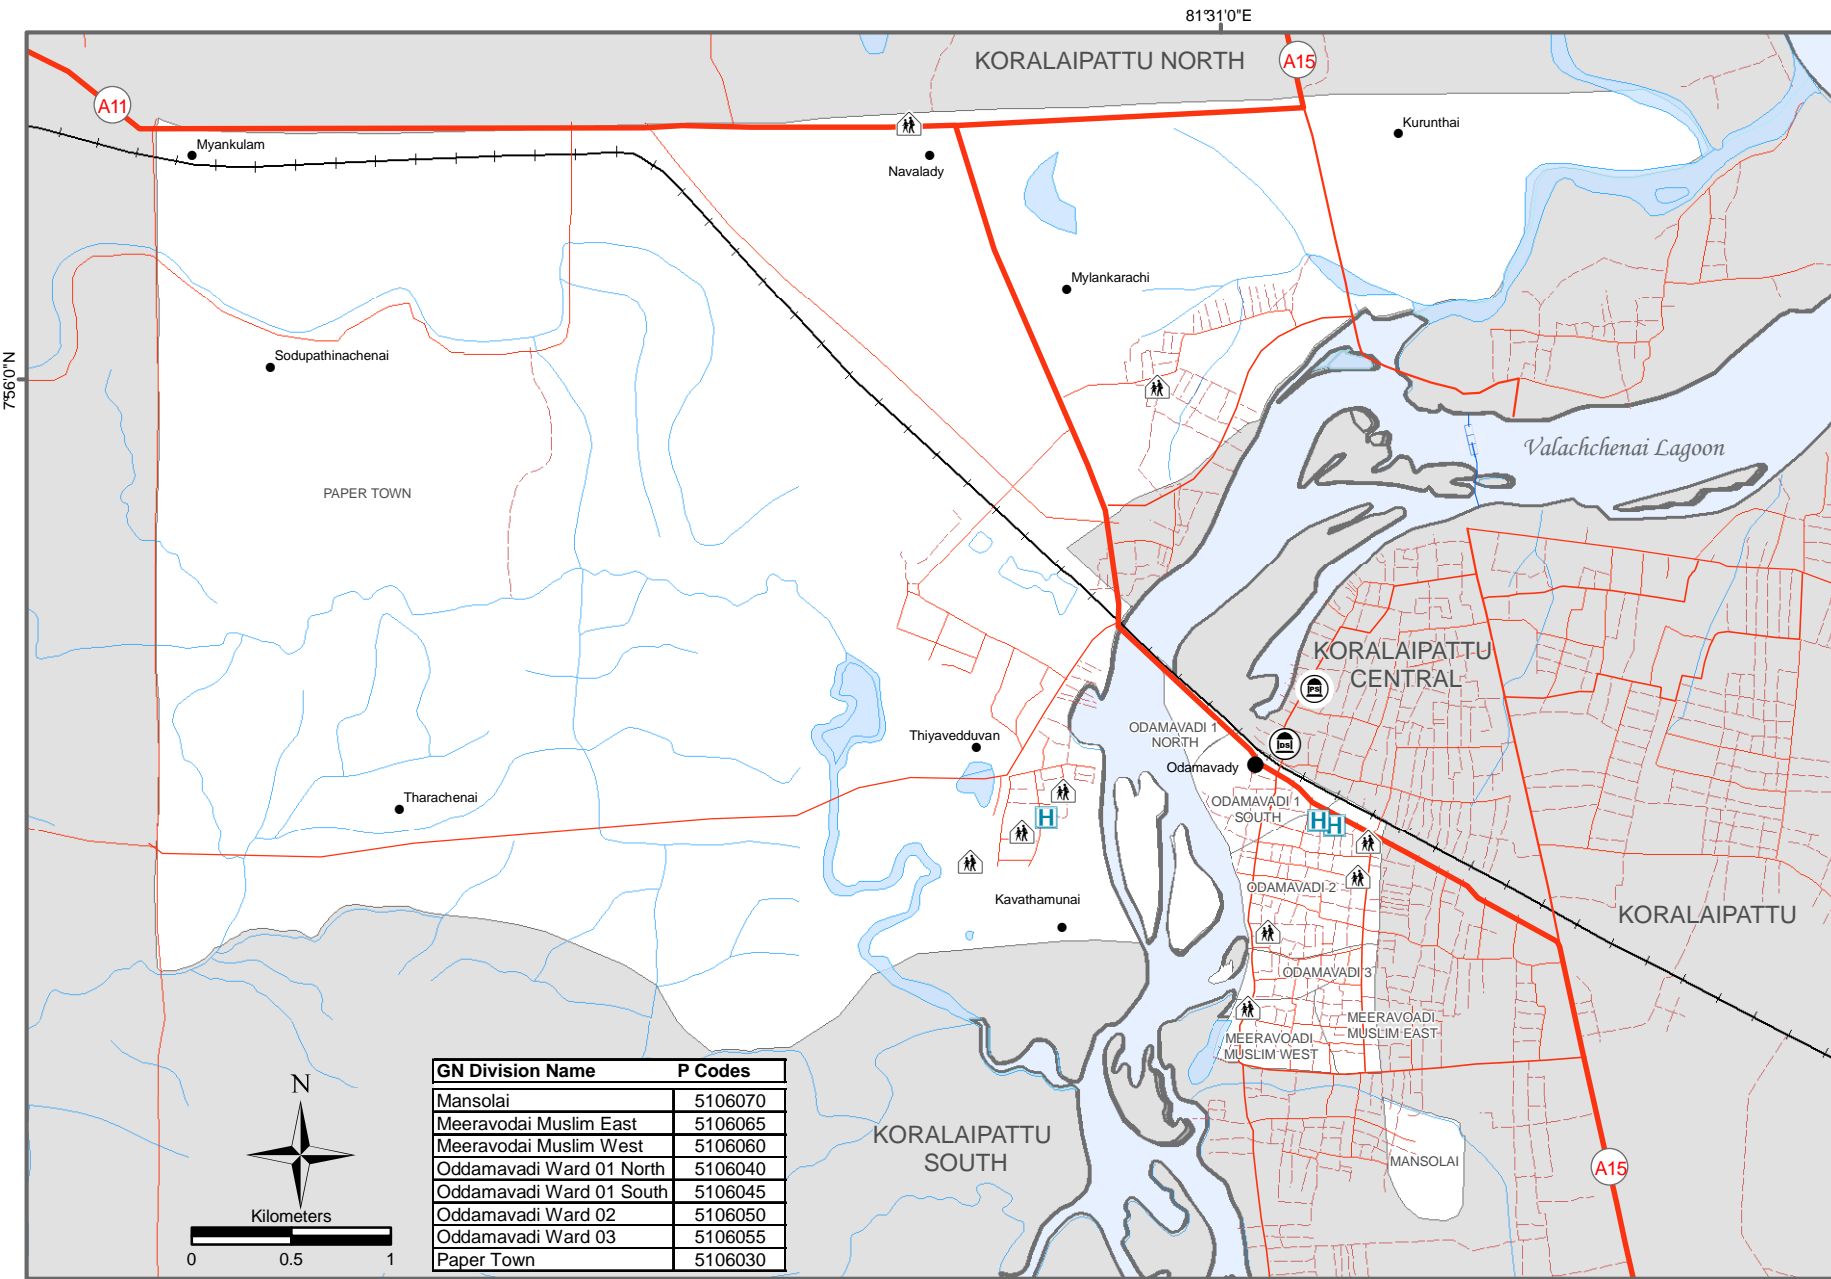 81°31'0"E
KORALAIPATTU NORTH
A15
A11
Kurunthai
Myankulam
Navalady
Mylankarachi
7°56'0"N
Sodupathinachenai
Valachchenai Lagoon
PAPER TOWN
KORALAIPATTU
CENTRAL
PS
ODAMAVADI 1
NORTH
Thiyavedduvan
DS
Odamavady
Tharachenai
ODAMAVADI 1
SOUTH
H
H
H
ODAMAVADI 2
Kavathamunai
KORALAIPATTU
ODAMAVADI 3
MEERAVOADI
MUSLIM EAST
MEERAVOADI
MUSLIM WEST
GN Division Name P Codes
Mansolai 5106070
Meeravodai Muslim East 5106065
Meeravodai Muslim West 5106060
Oddamavadi Ward 01 North 5106040
Oddamavadi Ward 01 South 5106045
Oddamavadi Ward 02 5106050
Oddamavadi Ward 03 5106055
Paper Town 5106030
N
KORALAIPATTU
SOUTH
MANSOLAI
A15
Kilometers
0 0.5 1